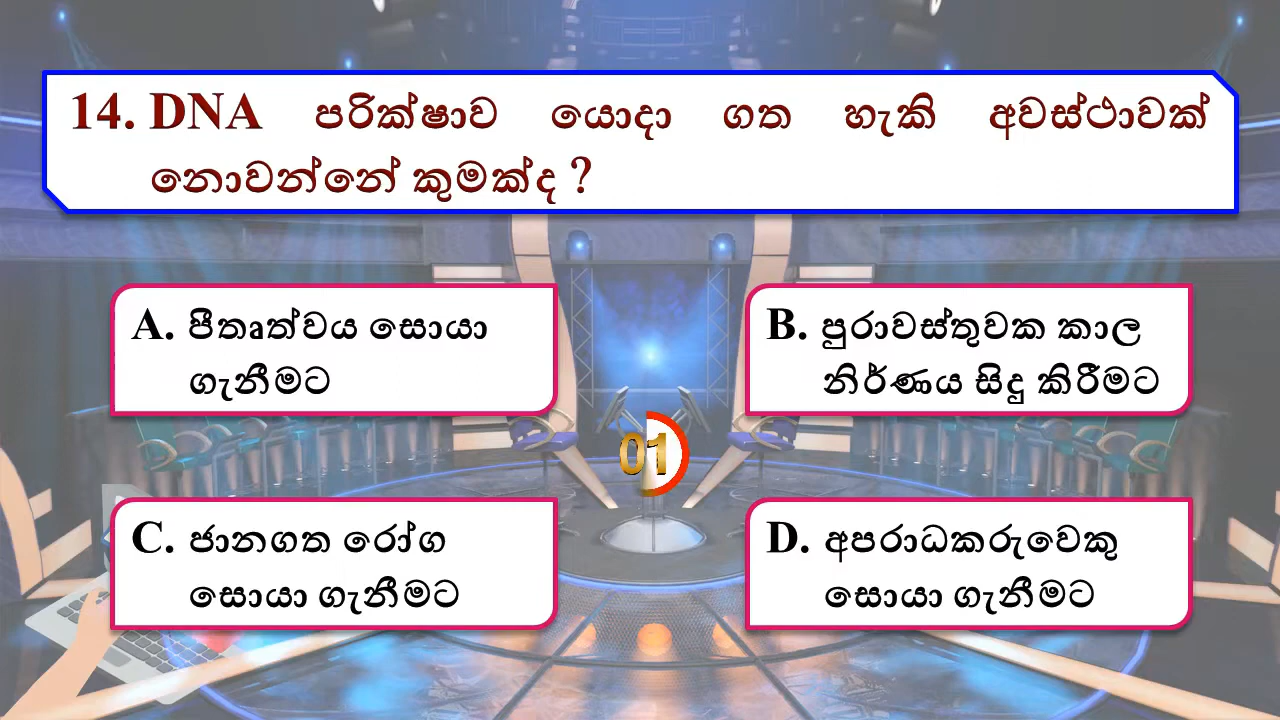 14. DNA පරික්ෂාව යොදා ගත හැකි අවස්ථාවක්
නොවන්නේ කුමක්ද ?
A. පීතෘත්වය සොයා
ගැනීමට
B. පුරාවස්තුවක කාල
නිර්ණය සිදු කිරීමට
01
C. ජානගත රෝග
සොයා ගැනීමට
D. අපරාධකරුවෙකු
සොයා ගැනීමට